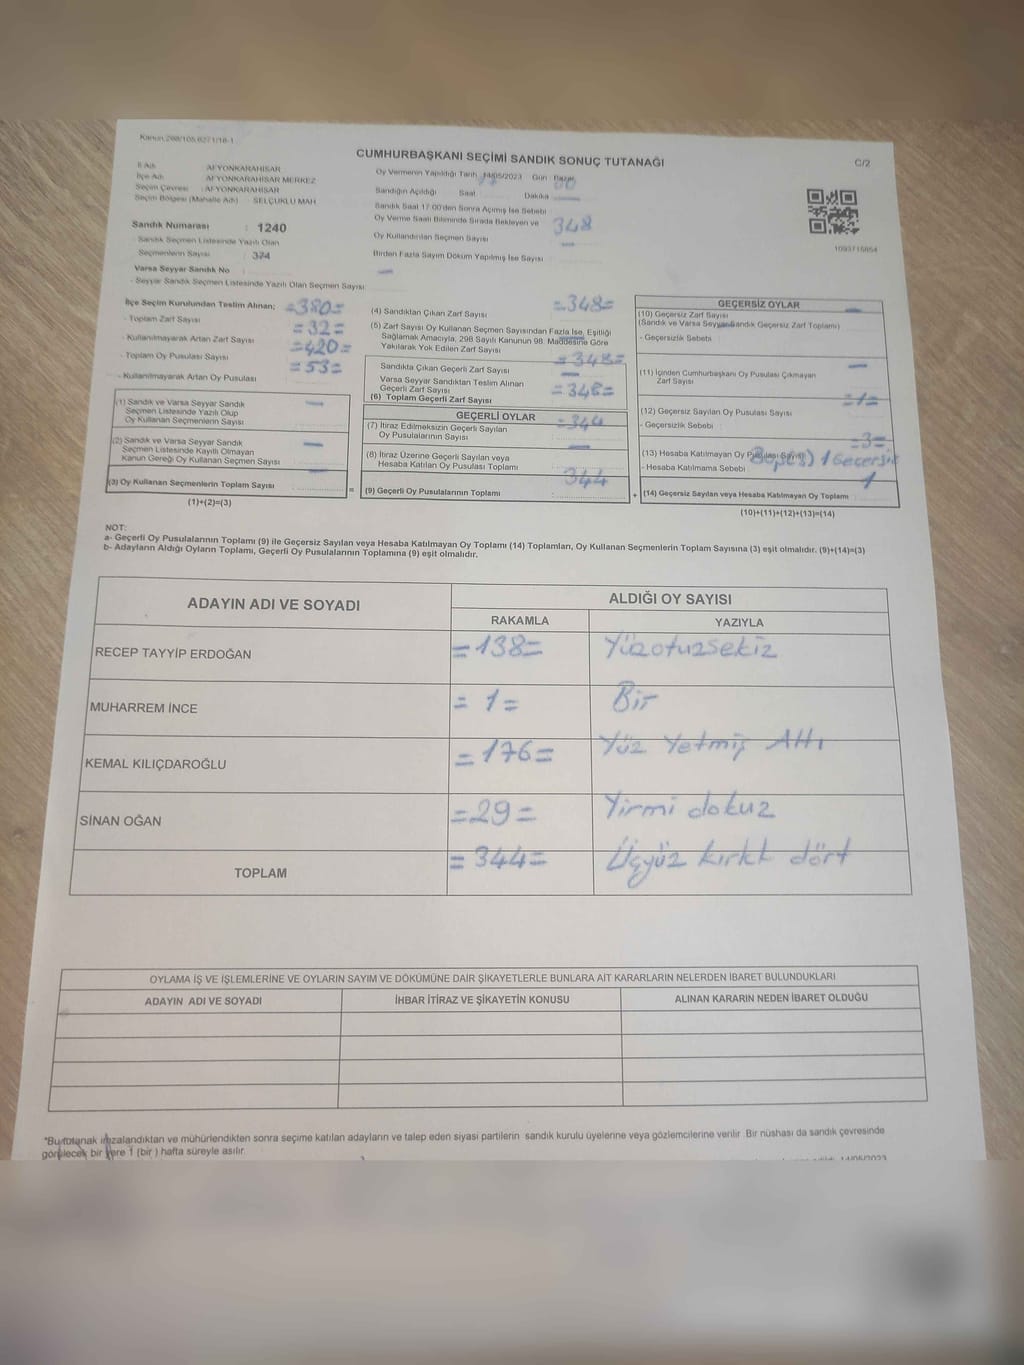 Kanun 298/105,6271/18-1
CUMHURBAŞKANI SEÇİMİ SANDIK SONUÇ TUTANAĞI
C/2
İl Adı : AFYONKARAHİSAR
İlçe Adı : AFYONKARAHİSAR MERKEZ
Seçim Çevresi : AFYONKARAHİSAR
Seçim Bölgesi (Mahalle Adı) : SELÇUKLU MAH
Sandık Numarası : 1240
Sandık Seçmen Listesinde Yazılı Olan
Seçmenlerin Sayısı : 374
Varsa Seyyar Sandık No
- Seyyar Sandık Listesinde Yazılı Olan Seçmen Sayısı
Oy Vermenin Yapıldığı Tarih 14/05/2023 Gün Pazar
Sandığın Açıldığı Saat 17 Dakika 00
Sandık Saat 17:00'den Sonra Açımış İse Sebebi
Oy Verme Saati Bitiminde Sırada Bekleyen ve
Oy Kullandırılan Seçmen Sayısı 348
Birden Fazla Sayım Döküm Yapılmış İse Sayısı —
1093716854
İlçe Seçim Kurulundan Teslim Alınan;
- Toplam Zarf Sayısı =380=
- Kullanılmayarak Artan Zarf Sayısı =32=
- Toplam Oy Pusulası Sayısı =420=
- Kullanılmayarak Artan Oy Pusulası =53=
(1) Sandık ve Varsa Seyyar Sandık
Seçmen Listesinde Yazılı Olup
Oy Kullanan Seçmenlerin Sayısı —
(2) Sandık ve Varsa Seyyar Sandık
Seçmen Listesinde Kayıtlı Olmayan
Kanun Gereği Oy Kullanan Seçmen Sayısı —
(3) Oy Kullanan Seçmenlerin Toplam Sayısı —
(1)+(2)=(3)
=
(4) Sandıktan Çıkan Zarf Sayısı =348=
(5) Zarf Sayısı Oy Kullanan Seçmen Sayısından Fazla İse, Eşitliği
Sağlamak Amacıyla, 298 Sayılı Kanunun 98. Maddesine Göre
Yakılarak Yok Edilen Zarf Sayısı —
Sandıkta Çıkan Geçerli Zarf Sayısı =348=
Varsa Seyyar Sandıktan Teslim Alınan
Geçerli Zarf Sayısı —
(6) Toplam Geçerli Zarf Sayısı =348=
GEÇERLİ OYLAR
(7) İtiraz Edilmeksizin Geçerli Sayılan
Oy Pusulalarının Sayısı =344
(8) İtiraz Üzerine Geçerli Sayılan veya
Hesaba Katılan Oy Pusulası Toplamı —
(9) Geçerli Oy Pusulalarının Toplamı 344
+
GEÇERSİZ OYLAR
(10) Geçersiz Zarf Sayısı
(Sandık ve Varsa Seyyar Sandık Geçersiz Zarf Toplamı) —
- Geçersizlik Sebebi
(11) İçinden Cumhurbaşkanı Oy Pusulası Çıkmayan
Zarf Sayısı —
(12) Geçersiz Sayılan Oy Pusulası Sayısı =1=
- Geçersizlik Sebebi
(13) Hesaba Katılmayan Oy Pusulası Sayısı =3=
- Hesaba Katılmama Sebebi 1 Geçersiz
(14) Geçersiz Sayılan veya Hesaba Katılmayan Oy Toplamı 1
(10)+(11)+(12)+(13)=(14)
NOT:
a- Geçerli Oy Pusulalarının Toplamı (9) ile Geçersiz Sayılan veya Hesaba Katılmayan Oy Toplamı (14) Toplamları, Oy Kullanan Seçmenlerin Toplam Sayısına (3) eşit olmalıdır. (9)+(14)=(3)
b- Adayların Aldığı Oyların Toplamı, Geçerli Oy Pusulalarının Toplamına (9) eşit olmalıdır.
ADAYIN ADI VE SOYADI
ALDIĞI OY SAYISI
RAKAMLA YAZIYLA
RECEP TAYYİP ERDOĞAN =138= Yüzotuzsekiz
MUHARREM İNCE = 1 = Bir
KEMAL KILIÇDAROĞLU =176= Yüz Yetmiş Altı
SİNAN OĞAN =29= Yirmi dokuz
TOPLAM =344= Üçyüz kırkk dört
OYLAMA İŞ VE İŞLEMLERİNE VE OYLARIN SAYIM VE DÖKÜMÜNE DAİR ŞİKAYETLERLE BUNLARA AİT KARARLARIN NELERDEN İBARET BULUNDUKLARI
ADAYIN ADI VE SOYADI İHBAR İTİRAZ VE ŞİKAYETİN KONUSU ALINAN KARARIN NEDEN İBARET OLDUĞU
*Bu tutanak imzalandıktan ve mühürlendikten sonra seçime katılan adayların ve talep eden siyasi partilerin sandık kurulu üyelerine veya gözlemcilerine verilir. Bir nüshası da sandık çevresinde
görülecek bir yere 1 (bir ) hafta süreyle asılır.
14/05/2023